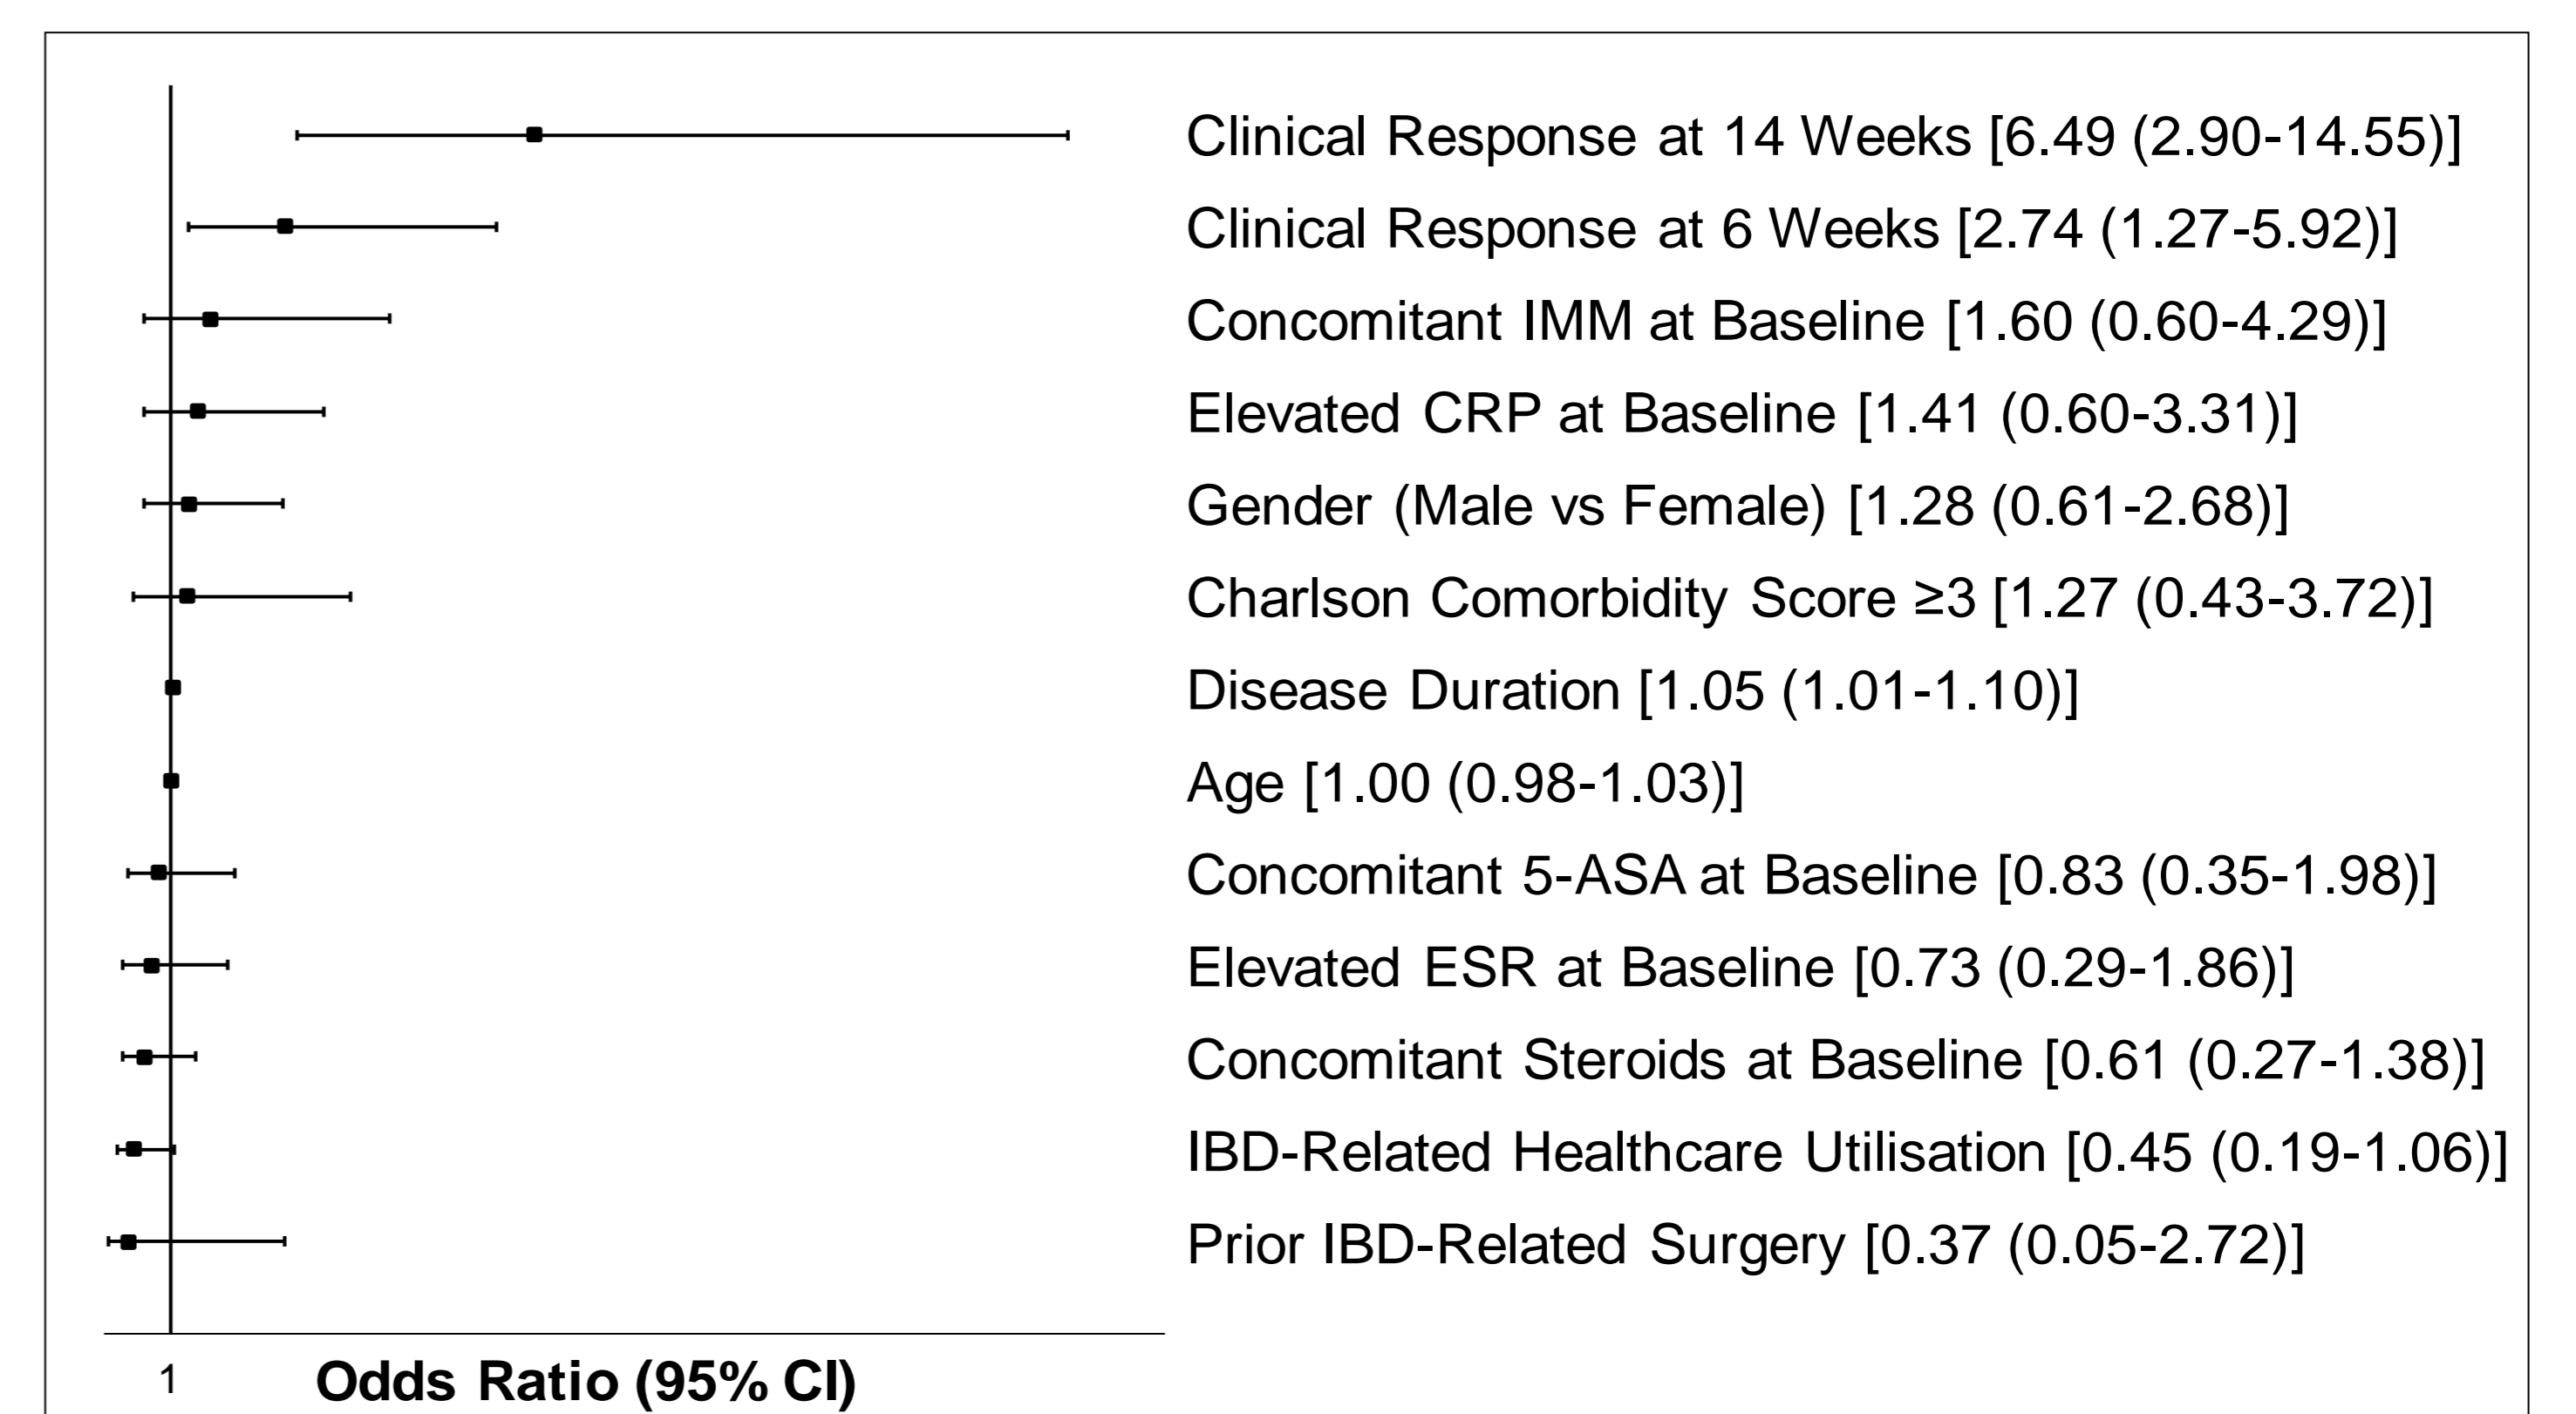 Clinical Response at 14 Weeks [6.49 (2.90-14.55)]
Clinical Response at 6 Weeks [2.74 (1.27-5.92)]
Concomitant IMM at Baseline [1.60 (0.60-4.29)]
Elevated CRP at Baseline [1.41 (0.60-3.31)]
Gender (Male vs Female) [1.28 (0.61-2.68)]
Charlson Comorbidity Score ≥3 [1.27 (0.43-3.72)]
Disease Duration [1.05 (1.01-1.10)]
Age [1.00 (0.98-1.03)]
Concomitant 5-ASA at Baseline [0.83 (0.35-1.98)]
Elevated ESR at Baseline [0.73 (0.29-1.86)]
Concomitant Steroids at Baseline [0.61 (0.27-1.38)]
IBD-Related Healthcare Utilisation [0.45 (0.19-1.06)]
Prior IBD-Related Surgery [0.37 (0.05-2.72)]
1
Odds Ratio (95% CI)